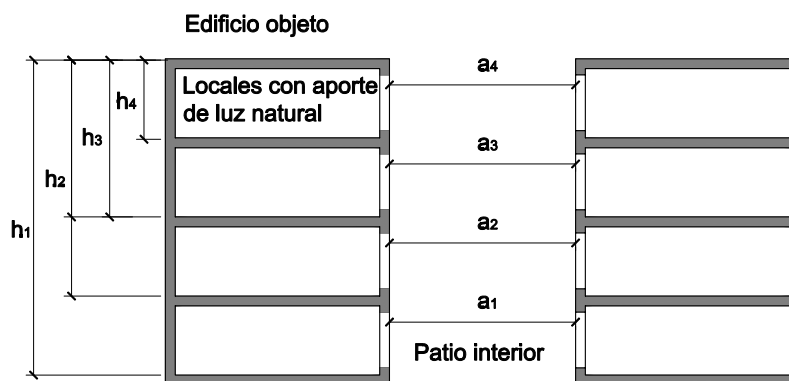 Edificio objeto
Locales con aporte
de luz natural
a4
h4
h3
a3
h2
h1
a2
a1
Patio interior